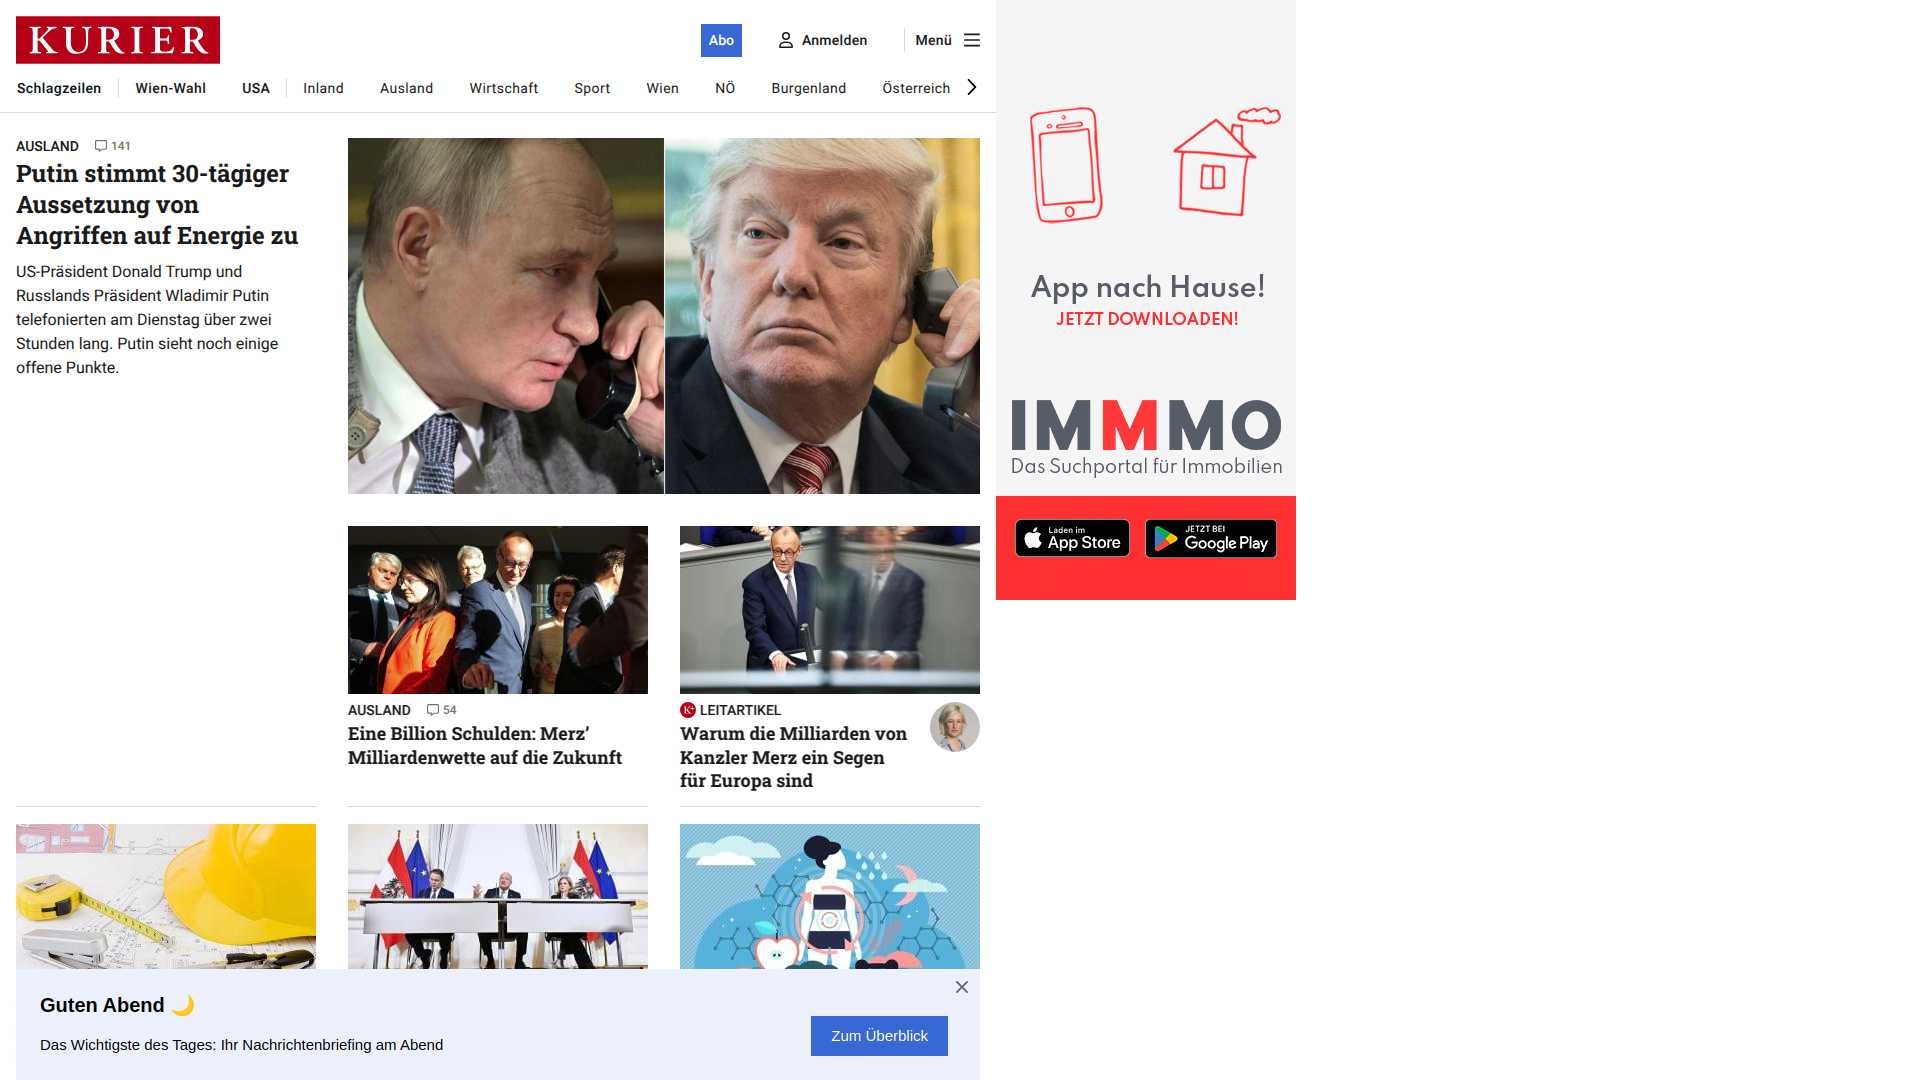 KURIER
Abo
Anmelden
Menü
Schlagzeilen
Wien-Wahl
USA
Inland
Ausland
Wirtschaft
Sport
Wien
NÖ
Burgenland
Österreich
AUSLAND 141
Putin stimmt 30-tägiger
Aussetzung von
Angriffen auf Energie zu
US-Präsident Donald Trump und
Russlands Präsident Wladimir Putin
telefonierten am Dienstag über zwei
Stunden lang. Putin sieht noch einige
offene Punkte.
AUSLAND 54
Eine Billion Schulden: Merz’
Milliardenwette auf die Zukunft
K+ LEITARTIKEL
Warum die Milliarden von
Kanzler Merz ein Segen
für Europa sind
Guten Abend 🌙
Das Wichtigste des Tages: Ihr Nachrichtenbriefing am Abend
Zum Überblick
App nach Hause!
JETZT DOWNLOADEN!
IMMMO
Das Suchportal für Immobilien
Laden im
App Store
JETZT BEI
Google Play